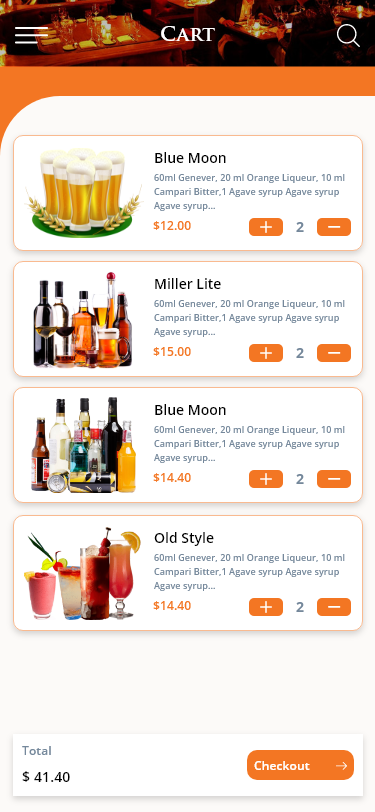 Cart
Blue Moon
60ml Genever, 20 ml Orange Liqueur, 10 ml
Campari Bitter,1 Agave syrup Agave syrup
Agave syrup...
$12.00
2
Miller Lite
60ml Genever, 20 ml Orange Liqueur, 10 ml
Campari Bitter,1 Agave syrup Agave syrup
Agave syrup...
$15.00
2
Blue Moon
60ml Genever, 20 ml Orange Liqueur, 10 ml
Campari Bitter,1 Agave syrup Agave syrup
Agave syrup...
$14.40
2
Old Style
60ml Genever, 20 ml Orange Liqueur, 10 ml
Campari Bitter,1 Agave syrup Agave syrup
Agave syrup...
$14.40
2
Total
$ 41.40
Checkout